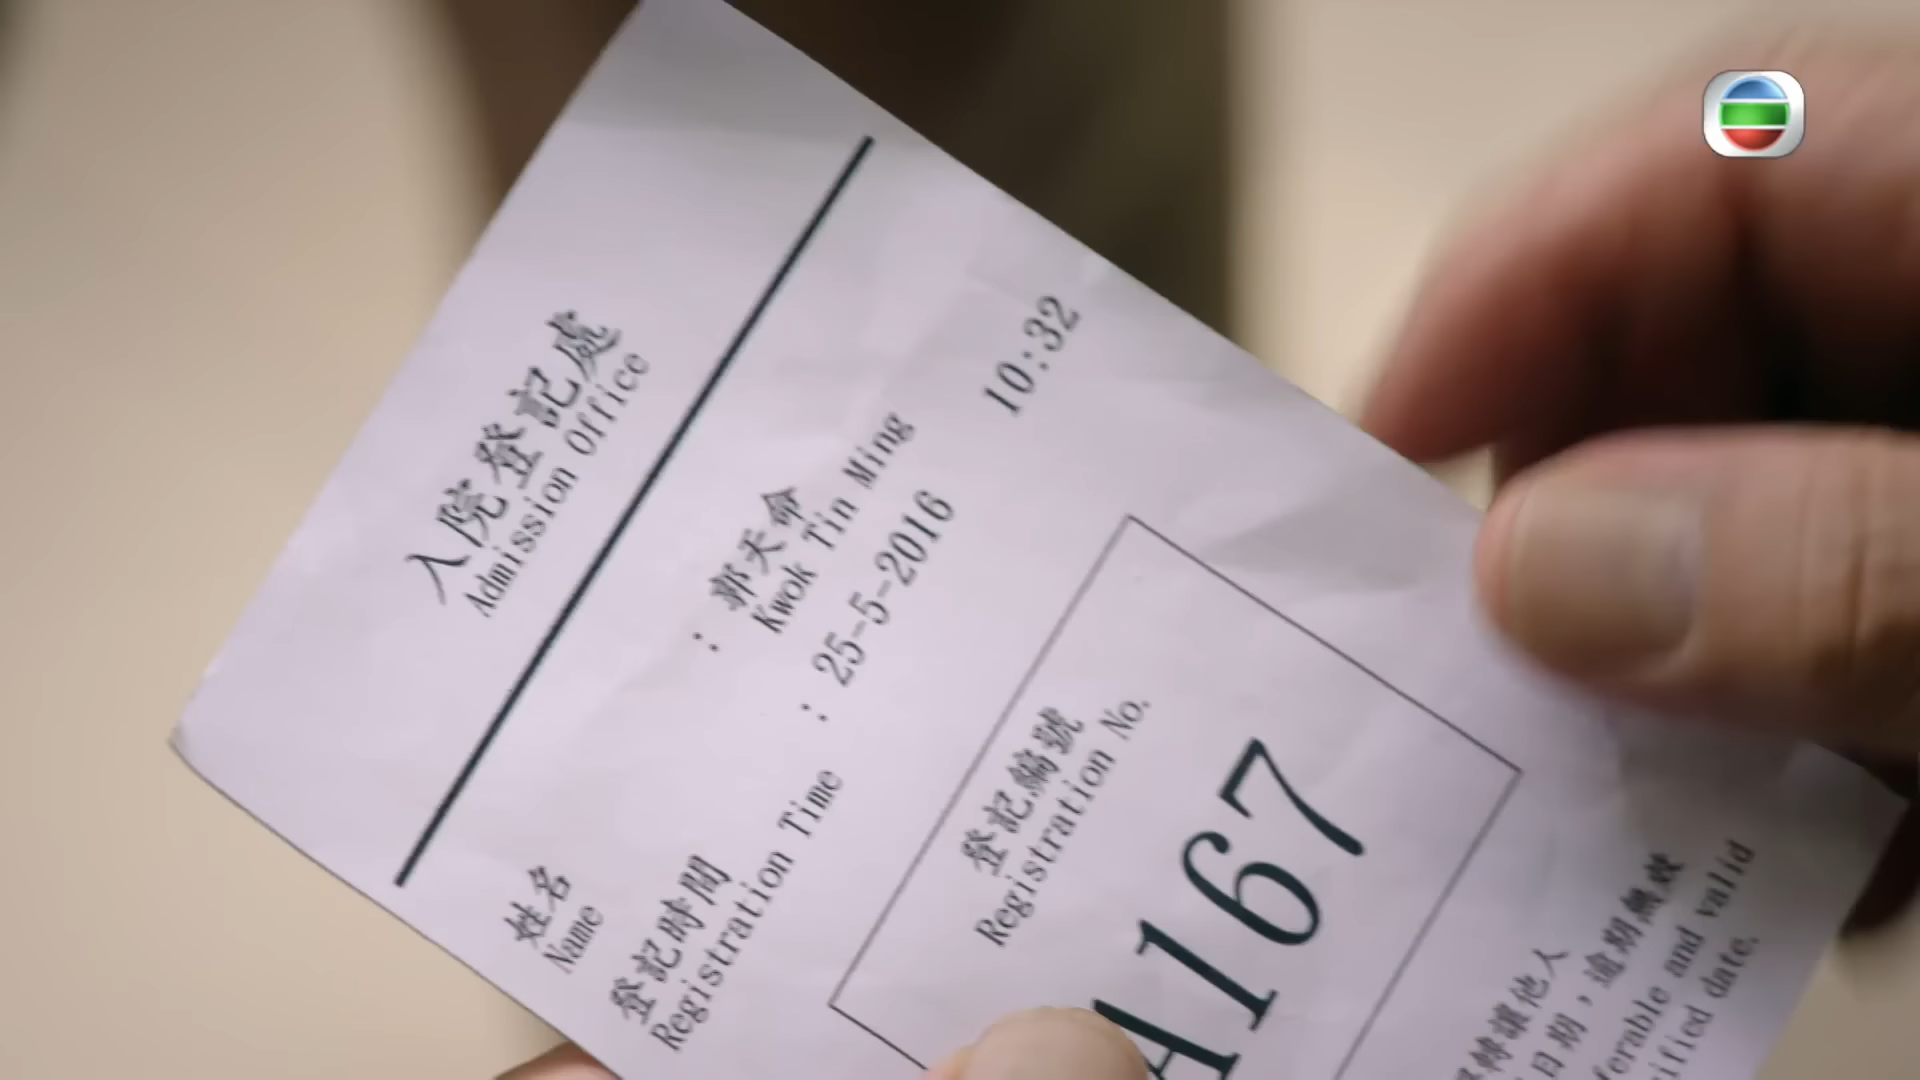 入院登記處
Admission Office
姓名 : 郭天命
Name Kwok Tin Ming
登記時間 : 25-5-2016 10:32
Registration Time
登記編號
Registration No.
A167
轉讓他人
日期，逾期無效
ferable and valid
ified date.